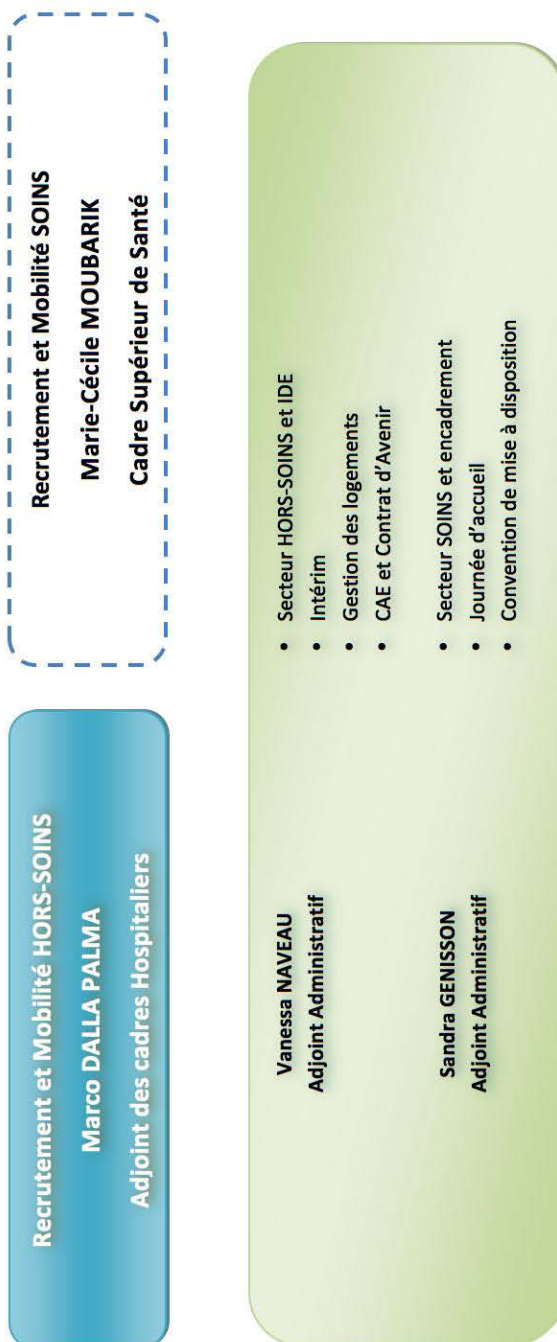 Recrutement et Mobilité HORS-SOINS
Marco DALLA PALMA
Adjoint des cadres Hospitaliers
Recrutement et Mobilité SOINS
Marie-Cécile MOUBARIK
Cadre Supérieur de Santé
Vanessa NAVEAU
Adjoint Administratif
• Secteur HORS-SOINS et IDE
• Intérim
• Gestion des logements
• CAE et Contrat d’Avenir
Sandra GENISSON
Adjoint Administratif
• Secteur SOINS et encadrement
• Journée d’accueil
• Convention de mise à disposition